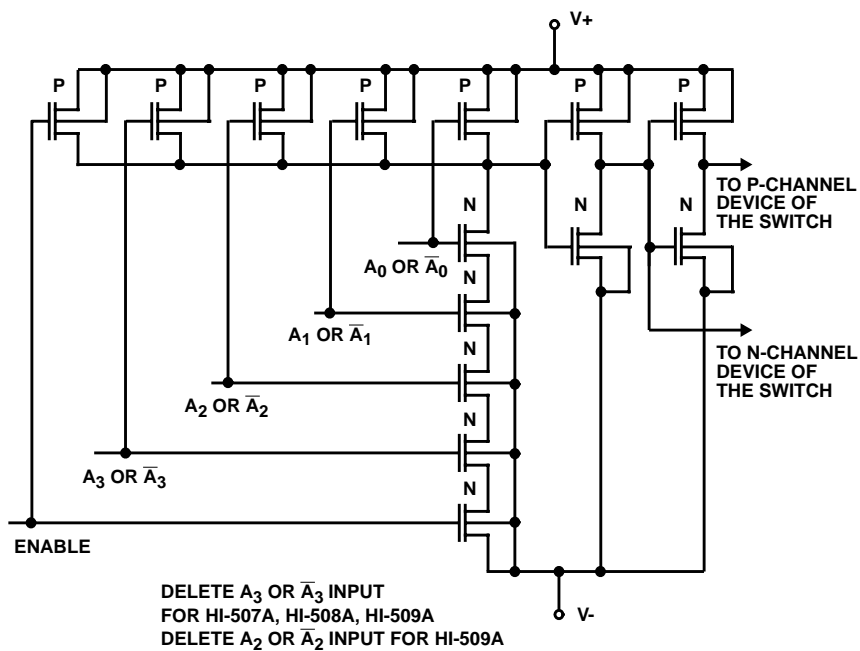 V+
P
P
P
P
P
P
P
TO P-CHANNEL
DEVICE OF
THE SWITCH
N
N
N
A0 OR A̅0
N
A1 OR A̅1
TO N-CHANNEL
DEVICE OF
THE SWITCH
N
A2 OR A̅2
N
A3 OR A̅3
N
ENABLE
DELETE A3 OR A̅3 INPUT
FOR HI-507A, HI-508A, HI-509A
DELETE A2 OR A̅2 INPUT FOR HI-509A
V-